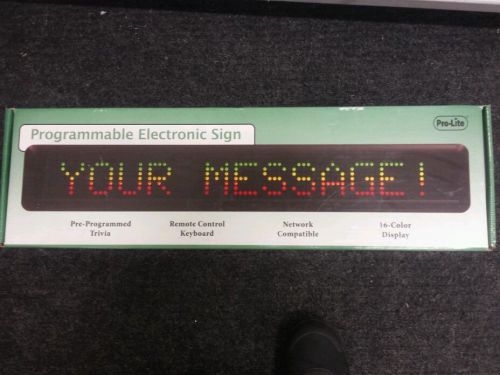 Programmable Electronic Sign
Pro-Lite
YOUR MESSAGE!
Pre-Programmed Trivia
Remote Control Keyboard
Network Compatible
16-Color Display